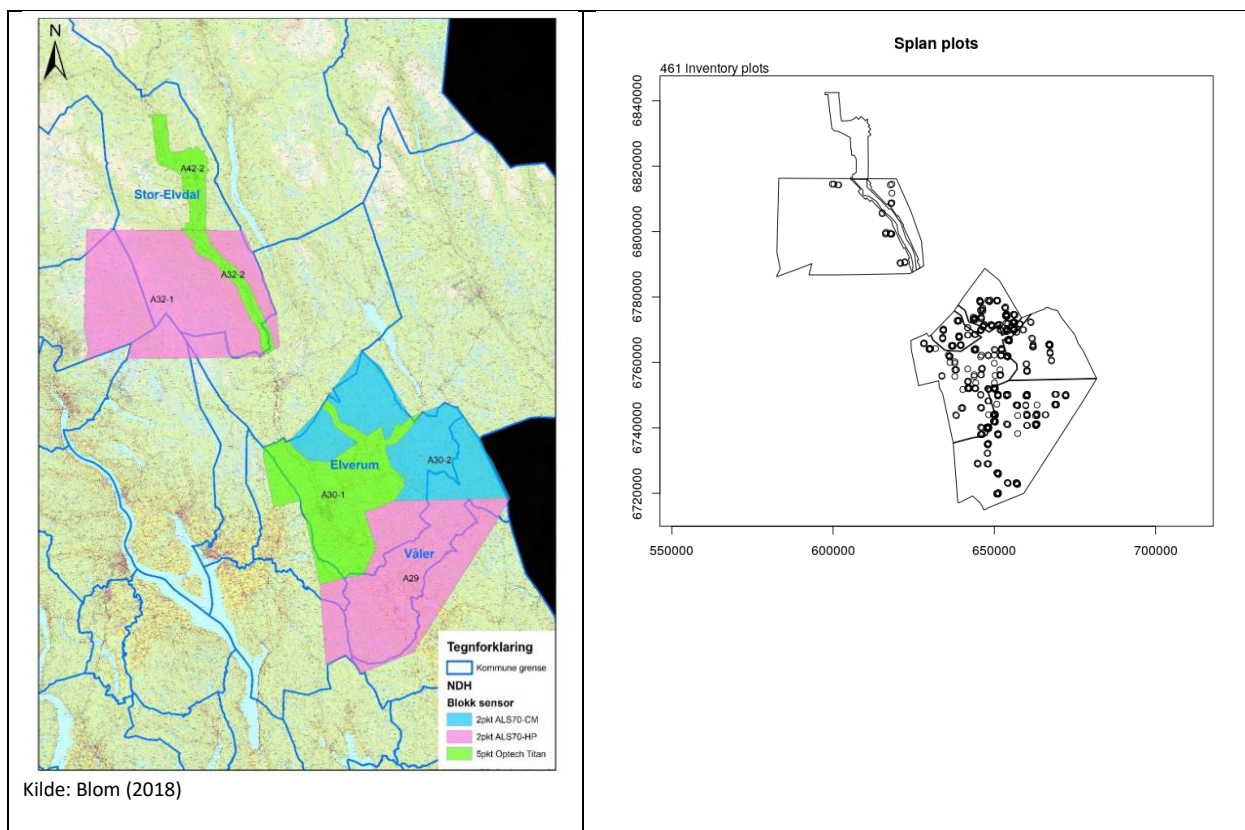 N
A42-2
Stor-Elvdal
A32-2
A32-1
Elverum
A30-2
A30-1
Våler
A29
Tegnforklaring
Kommune grense
NDH
Blokk sensor
2pkt ALS70-CM
2pkt ALS70-HP
5pkt Optech Titan
Kilde: Blom (2018)
Splan plots
461 Inventory plots
6840000
6820000
6800000
6780000
6760000
6740000
6720000
550000 600000 650000 700000